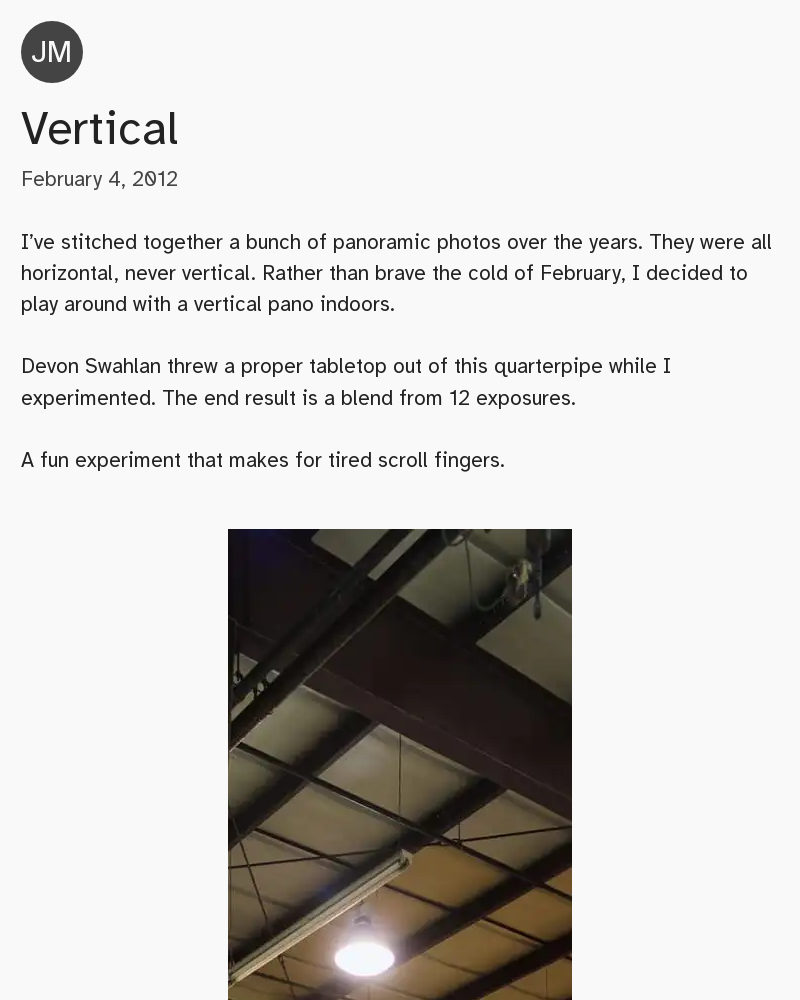 JM
Vertical
February 4, 2012
I’ve stitched together a bunch of panoramic photos over the years. They were all
horizontal, never vertical. Rather than brave the cold of February, I decided to
play around with a vertical pano indoors.
Devon Swahlan threw a proper tabletop out of this quarterpipe while I
experimented. The end result is a blend from 12 exposures.
A fun experiment that makes for tired scroll fingers.